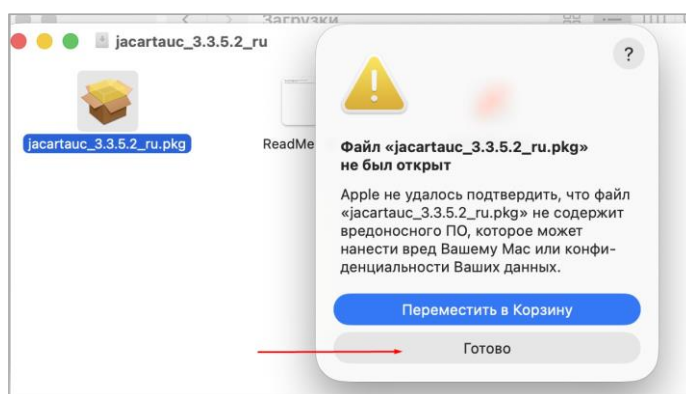 Загрузки
jacartauc_3.3.5.2_ru
?
jacartauc_3.3.5.2_ru.pkg
ReadMe
Файл «jacartauc_3.3.5.2_ru.pkg»
не был открыт
Apple не удалось подтвердить, что файл
«jacartauc_3.3.5.2_ru.pkg» не содержит
вредоносного ПО, которое может
нанести вред Вашему Mac или конфи-
денциальности Ваших данных.
Переместить в Корзину
Готово